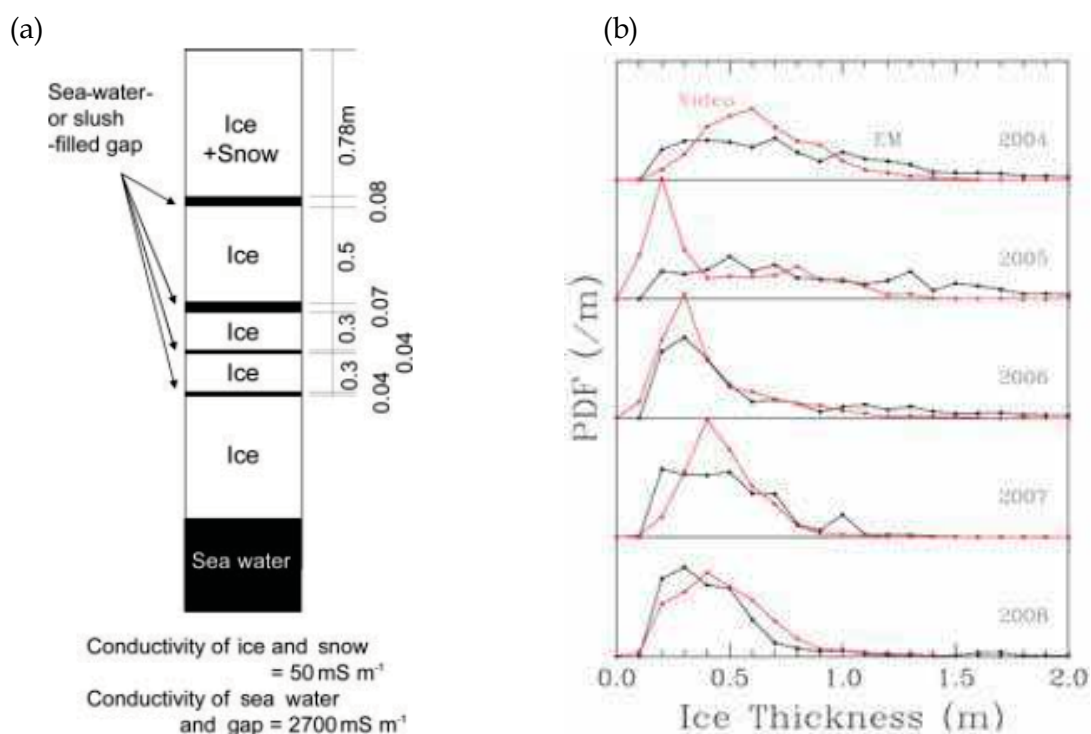 (a)
Sea-water-
or slush
-filled gap
Ice
+Snow
Ice
Ice
Ice
Ice
Sea water
0.78m
0.08
0.5
0.07
0.3
0.04
0.3
0.04
Conductivity of ice and snow
= 50 mS m⁻¹
Conductivity of sea water
and gap = 2700 mS m⁻¹
(b)
Video
EM
2004
2005
2006
2007
2008
PDF (/m)
0.0 0.5 1.0 1.5 2.0
Ice Thickness (m)